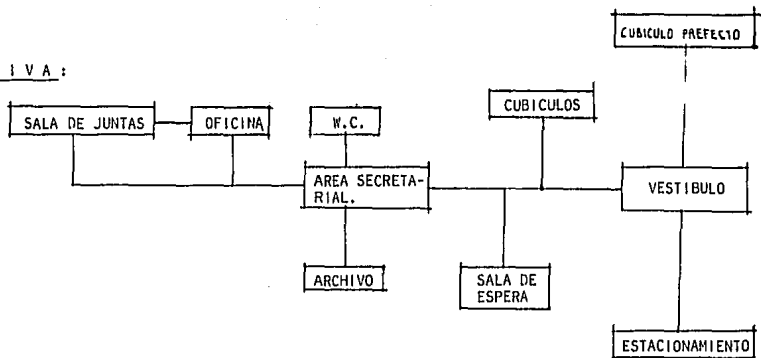 CUBICULO PREFECTO
I V A :
CUBICULOS
SALA DE JUNTAS
OFICINA
W.C.
AREA SECRETA-
RIAL.
VESTIBULO
ARCHIVO
SALA DE
ESPERA
ESTACIONAMIENTO